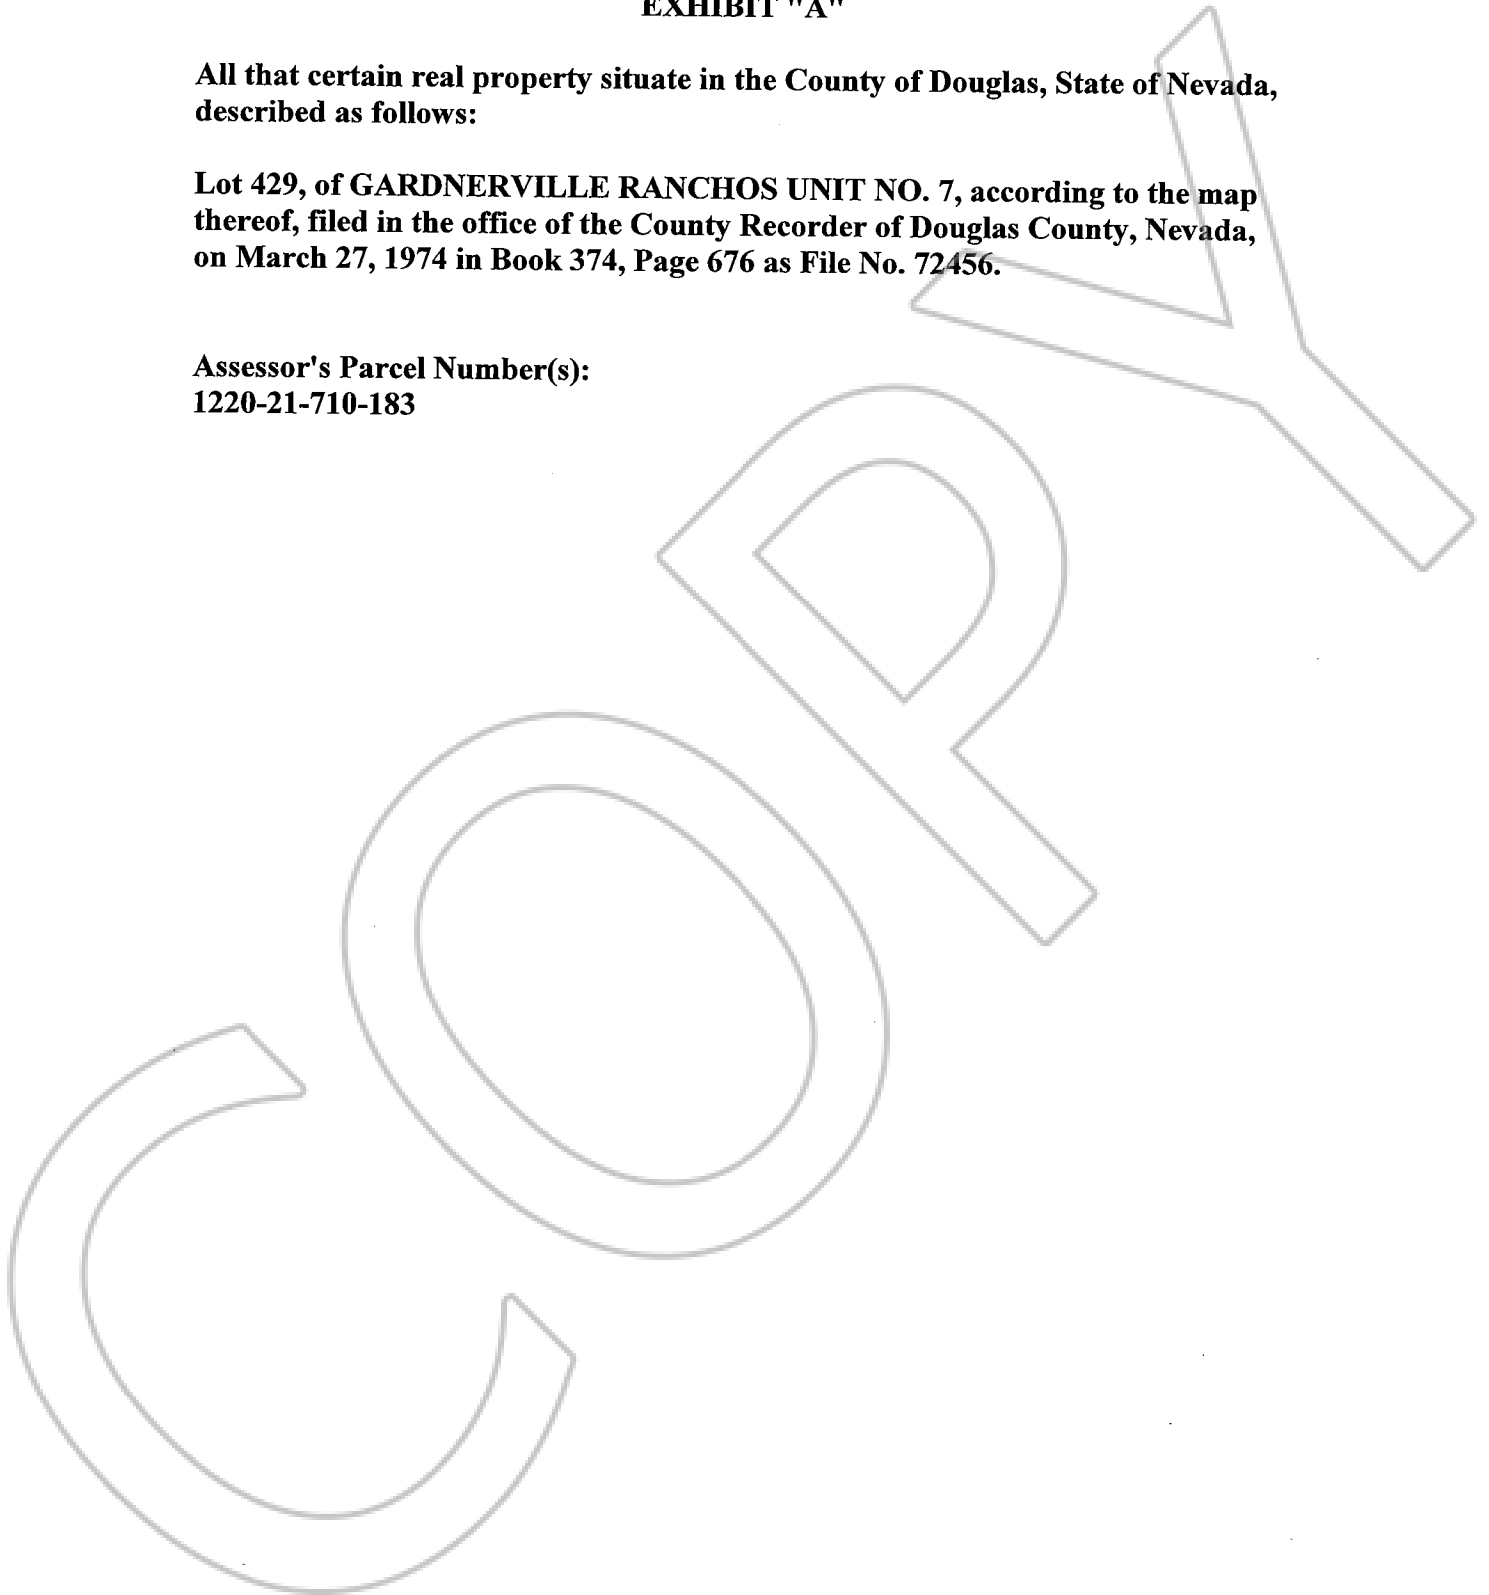 EXHIBIT "A"
All that certain real property situate in the County of Douglas, State of Nevada,
described as follows:
Lot 429, of GARDNERVILLE RANCHOS UNIT NO. 7, according to the map
thereof, filed in the office of the County Recorder of Douglas County, Nevada,
on March 27, 1974 in Book 374, Page 676 as File No. 72456.
Assessor's Parcel Number(s):
1220-21-710-183
COPY